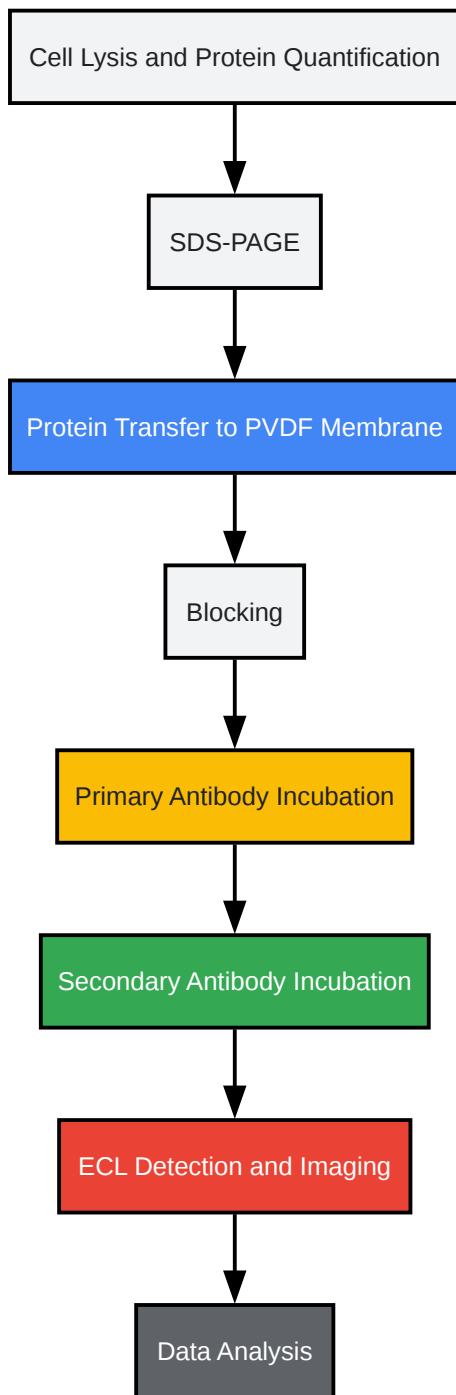 Cell Lysis and Protein Quantification
SDS-PAGE
Protein Transfer to PVDF Membrane
Blocking
Primary Antibody Incubation
Secondary Antibody Incubation
ECL Detection and Imaging
Data Analysis